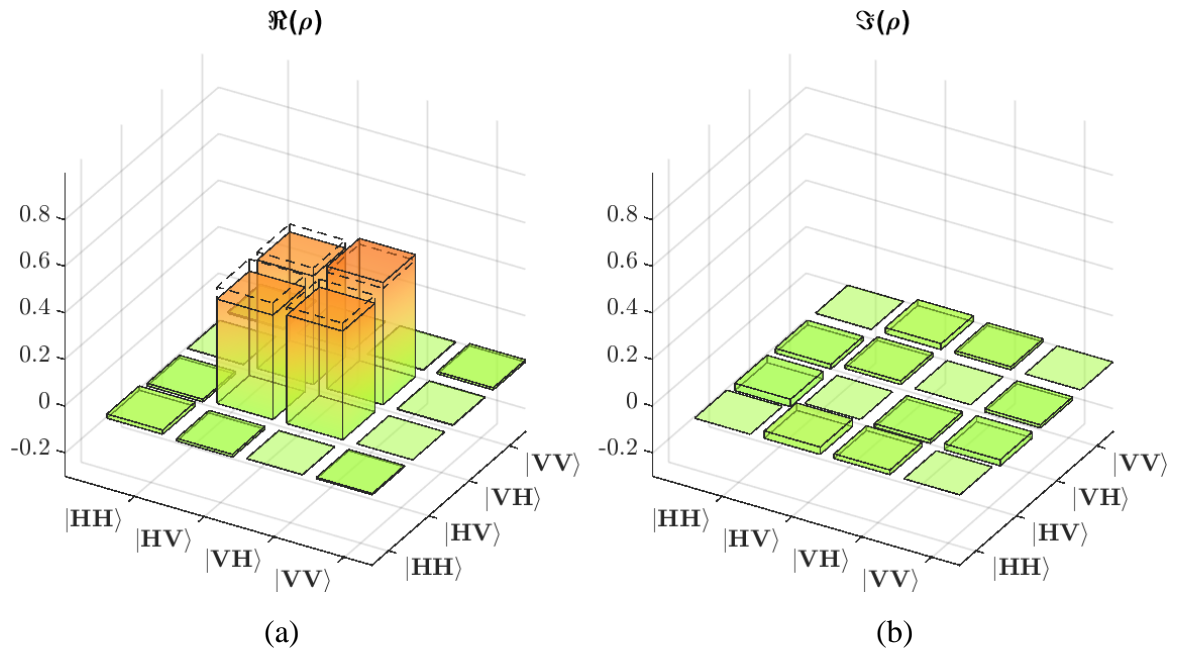 ℜ(ρ)
0.8
0.6
0.4
0.2
0
-0.2
|HH⟩
|HV⟩
|VH⟩
|VV⟩
|HH⟩
|HV⟩
|VH⟩
|VV⟩
(a)
ℑ(ρ)
0.8
0.6
0.4
0.2
0
-0.2
|HH⟩
|HV⟩
|VH⟩
|VV⟩
|HH⟩
|HV⟩
|VH⟩
|VV⟩
(b)